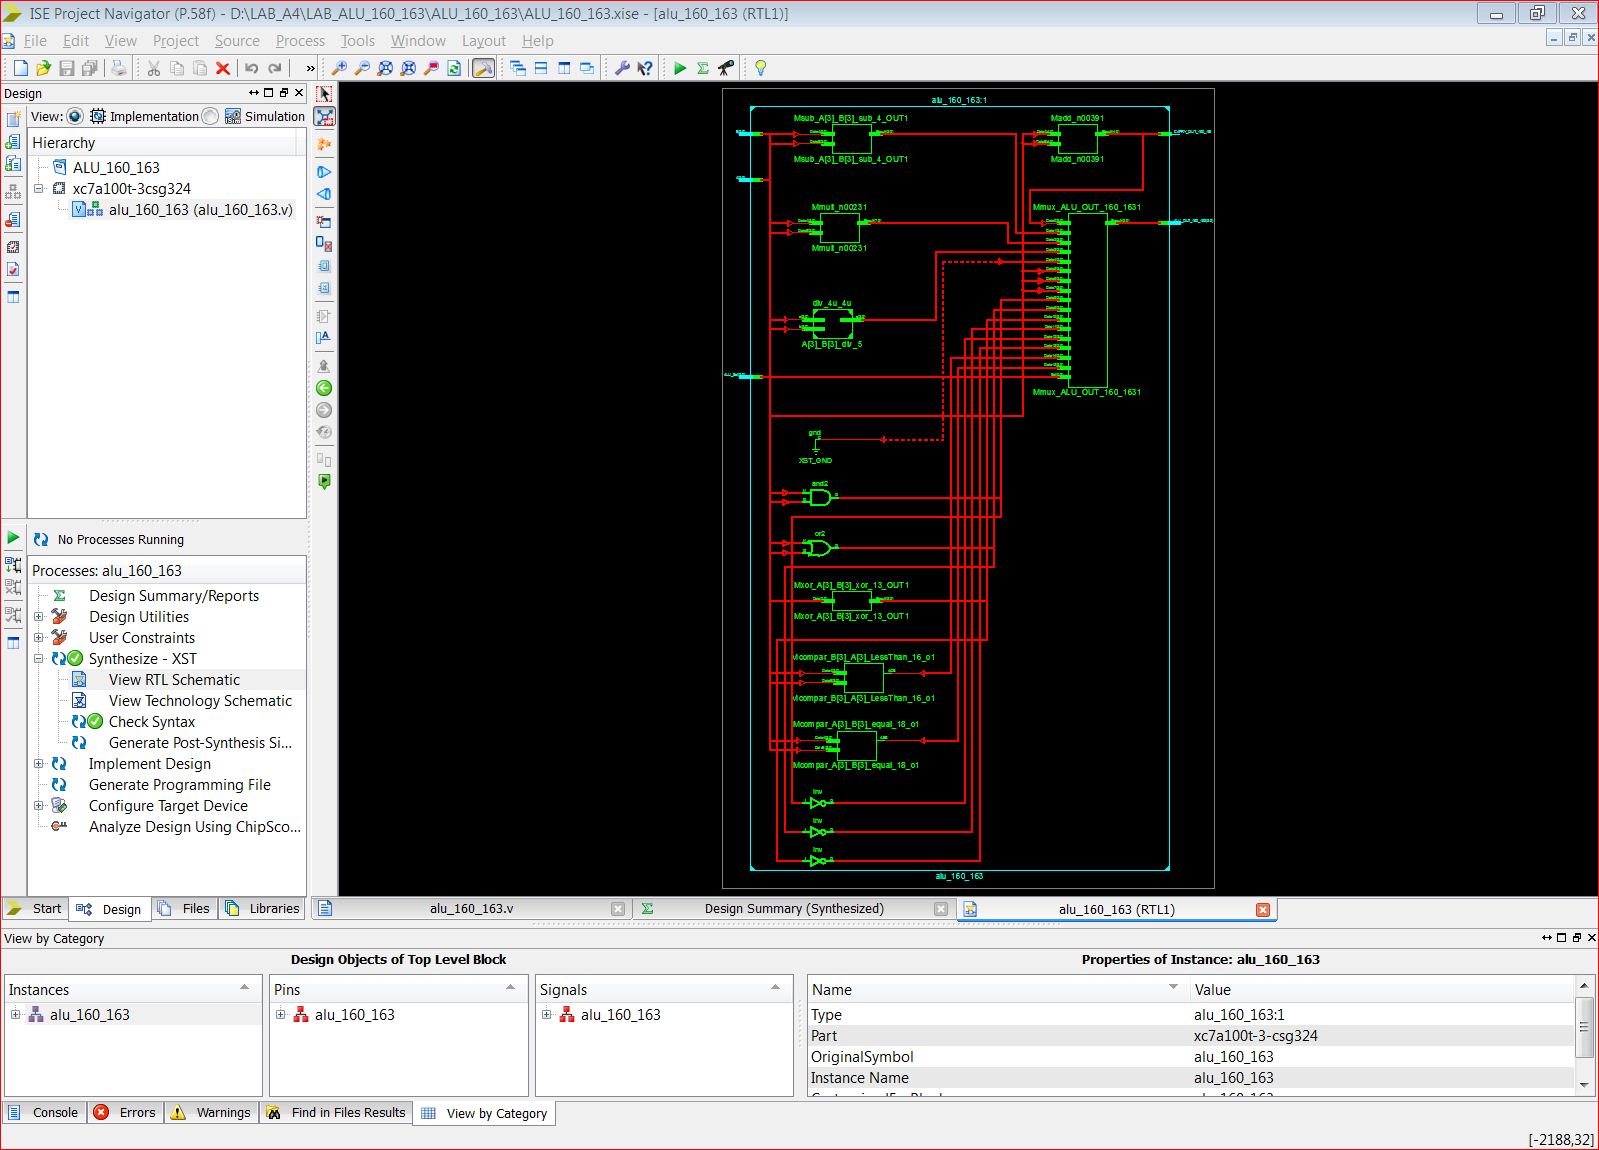 ISE Project Navigator (P.58f) - D:\LAB_A4\LAB_ALU_160_163\ALU_160_163\ALU_160_163.xise - [alu_160_163 (RTL1)]
File Edit View Project Source Process Tools Window Layout Help
Design
View: Implementation Simulation
Hierarchy
ALU_160_163
xc7a100t-3csg324
alu_160_163 (alu_160_163.v)
No Processes Running
Processes: alu_160_163
Design Summary/Reports
Design Utilities
User Constraints
Synthesize - XST
View RTL Schematic
View Technology Schematic
Check Syntax
Generate Post-Synthesis Si...
Implement Design
Generate Programming File
Configure Target Device
Analyze Design Using ChipSco...
Start Design Files Libraries
alu_160_163:1
Msub_A[3]_B[3]_sub_4_OUT1
Msub_A[3]_B[3]_sub_4_OUT1
Madd_n00391
Madd_n00391
Mmult_n00231
Mmult_n00231
Mmux_ALU_OUT_160_1631
Mmux_ALU_OUT_160_1631
div_4u_4u
A[3]_B[3]_div_5
gnd
XST_GND
and2
or2
Mxor_A[3]_B[3]_xor_13_OUT1
Mxor_A[3]_B[3]_xor_13_OUT1
Mcompar_B[3]_A[3]_LessThan_16_o1
Mcompar_B[3]_A[3]_LessThan_16_o1
Mcompar_A[3]_B[3]_equal_18_o1
Mcompar_A[3]_B[3]_equal_18_o1
inv
inv
inv
alu_160_163
alu_160_163.v Design Summary (Synthesized) alu_160_163 (RTL1)
View by Category
Design Objects of Top Level Block
Properties of Instance: alu_160_163
Instances
alu_160_163
Pins
alu_160_163
Signals
alu_160_163
Name Value
Type alu_160_163:1
Part xc7a100t-3-csg324
OriginalSymbol alu_160_163
Instance Name alu_160_163
Console Errors Warnings Find in Files Results View by Category
[-2188,32]